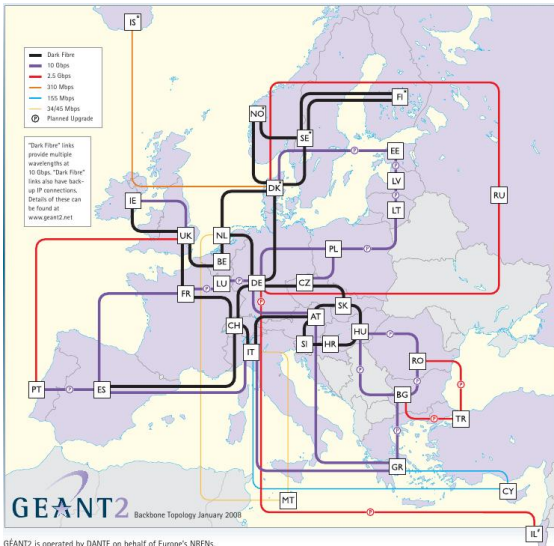 IS*
Dark Fibre
10 Gbps
2.5 Gbps
310 Mbps
155 Mbps
34/45 Mbps
P Planned Upgrade
"Dark Fibre" links
provide multiple
wavelengths at
10 Gbps. "Dark Fibre"
links also have back-
up IP connections.
Details of these can
be found at
www.geant2.net
NO*
FI*
SE*
P
EE
P
LV
P
LT
DK*
RU
IE
UK
NL
BE
PL
P
LU
P
P
DE
CZ
P
FR
SK
CH
AT
HU
P
IT
SI
HR
RO
P
P
P
PT
P
ES
BG
P
TR
P
GR
CY
MT
P
IL*
GÉANT2 Backbone Topology January 2008
GÉANT2 is operated by DANTE on behalf of Europe's NRENs.